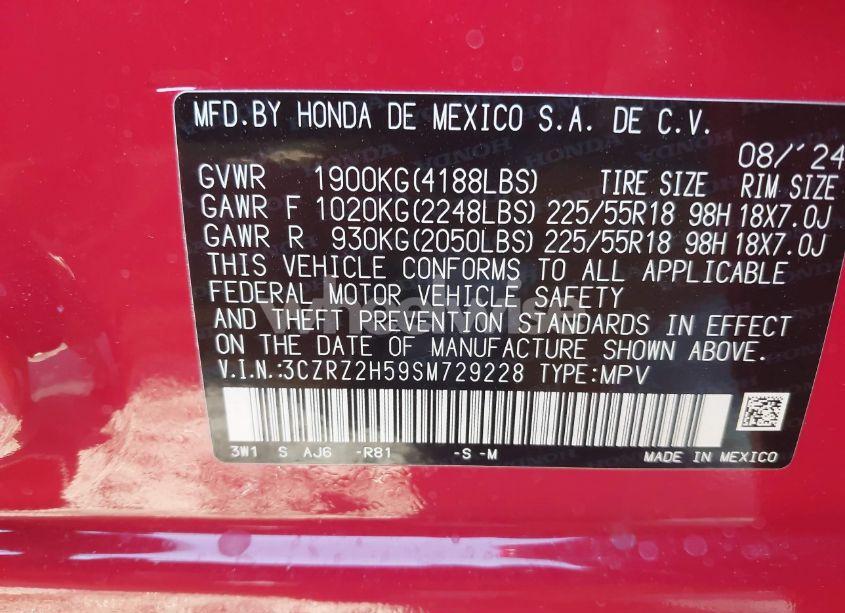 MFD.BY HONDA DE MEXICO S.A. DE C.V.
08/'24
GVWR 1900KG(4188LBS) TIRE SIZE RIM SIZE
GAWR F 1020KG(2248LBS) 225/55R18 98H 18X7.0J
GAWR R 930KG(2050LBS) 225/55R18 98H 18X7.0J
THIS VEHICLE CONFORMS TO ALL APPLICABLE
FEDERAL MOTOR VEHICLE SAFETY
AND THEFT PREVENTION STANDARDS IN EFFECT
ON THE DATE OF MANUFACTURE SHOWN ABOVE.
V.I.N.:3CZRZ2H59SM729228 TYPE:MPV
3W1 S AJ6 -R81 -S -M MADE IN MEXICO